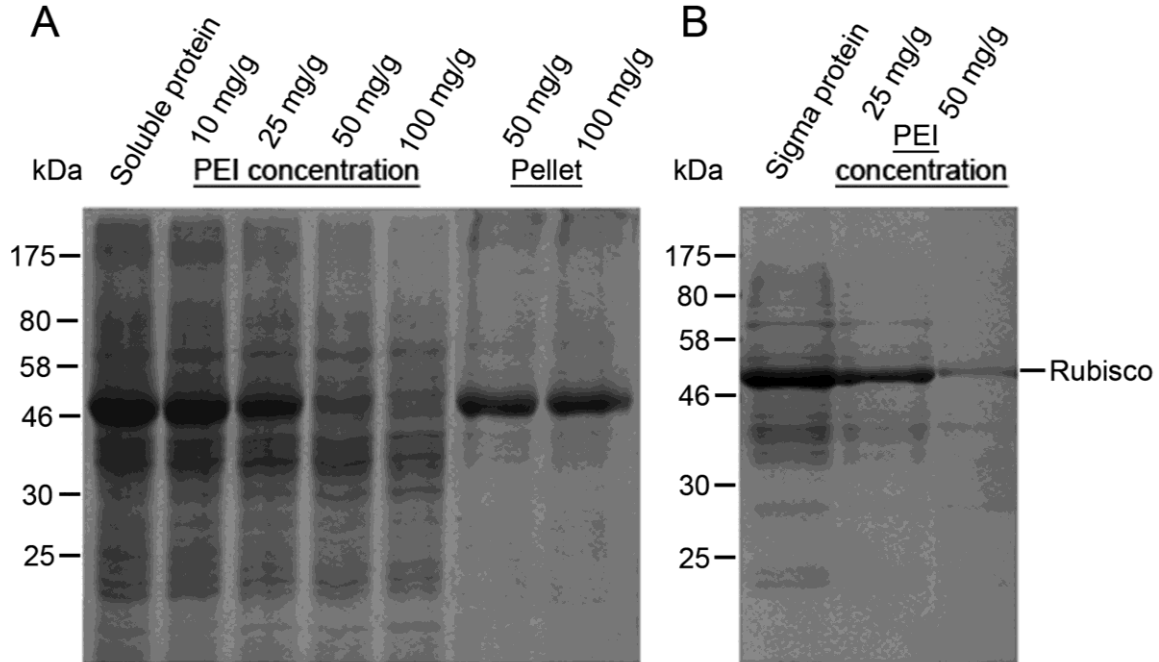 A
Soluble protein
10 mg/g
25 mg/g
50 mg/g
100 mg/g
50 mg/g
100 mg/g
kDa
PEI concentration
Pellet
175
80
58
46
30
25
B
Sigma protein
25 mg/g
50 mg/g
kDa
PEI
concentration
175
80
58
46
30
25
Rubisco